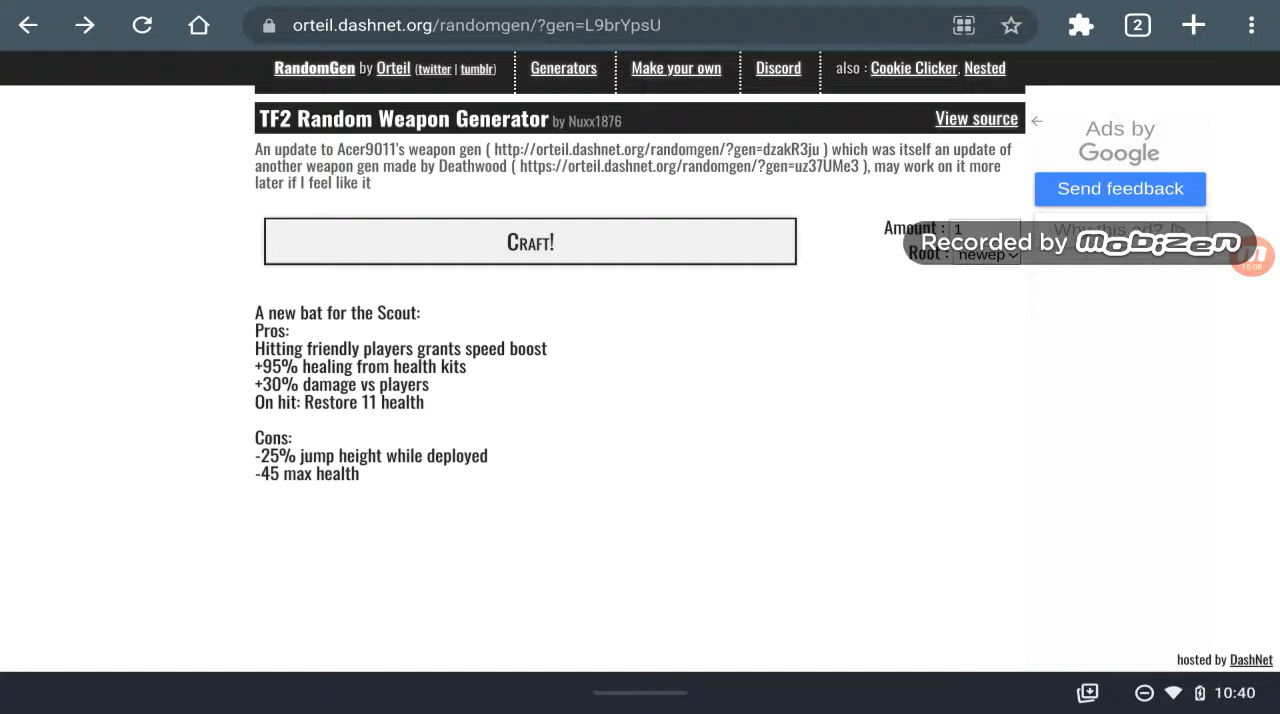 orteil.dashnet.org/randomgen/?gen=L9brYpsU
2
RandomGen by Orteil (twitter | tumblr)
Generators
Make your own
Discord
also : Cookie Clicker, Nested
TF2 Random Weapon Generator by Nuxx1876
View source
An update to Acer9011's weapon gen ( http://orteil.dashnet.org/randomgen/?gen=dzakR3ju ) which was itself an update of
another weapon gen made by Deathwood ( https://orteil.dashnet.org/randomgen/?gen=uz37UMe3 ), may work on it more
later if I feel like it
Ads by
Google
Send feedback
Why this ad?
Craft!
Amount : 1
Root : newep
Recorded by mobizen
15:08
A new bat for the Scout:
Pros:
Hitting friendly players grants speed boost
+95% healing from health kits
+30% damage vs players
On hit: Restore 11 health
Cons:
-25% jump height while deployed
-45 max health
hosted by DashNet
10:40